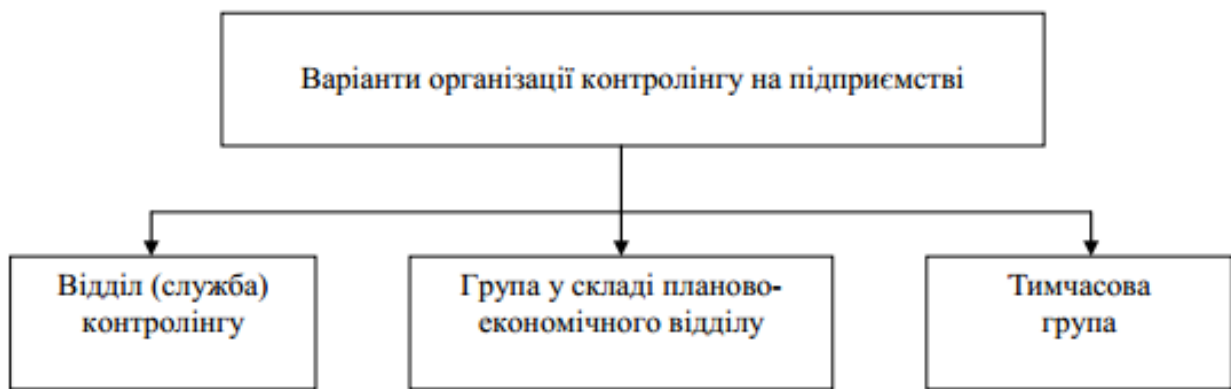 Варіанти організації контролінгу на підприємстві
Відділ (служба)
контролінгу
Група у складі планово-
економічного відділу
Тимчасова
група